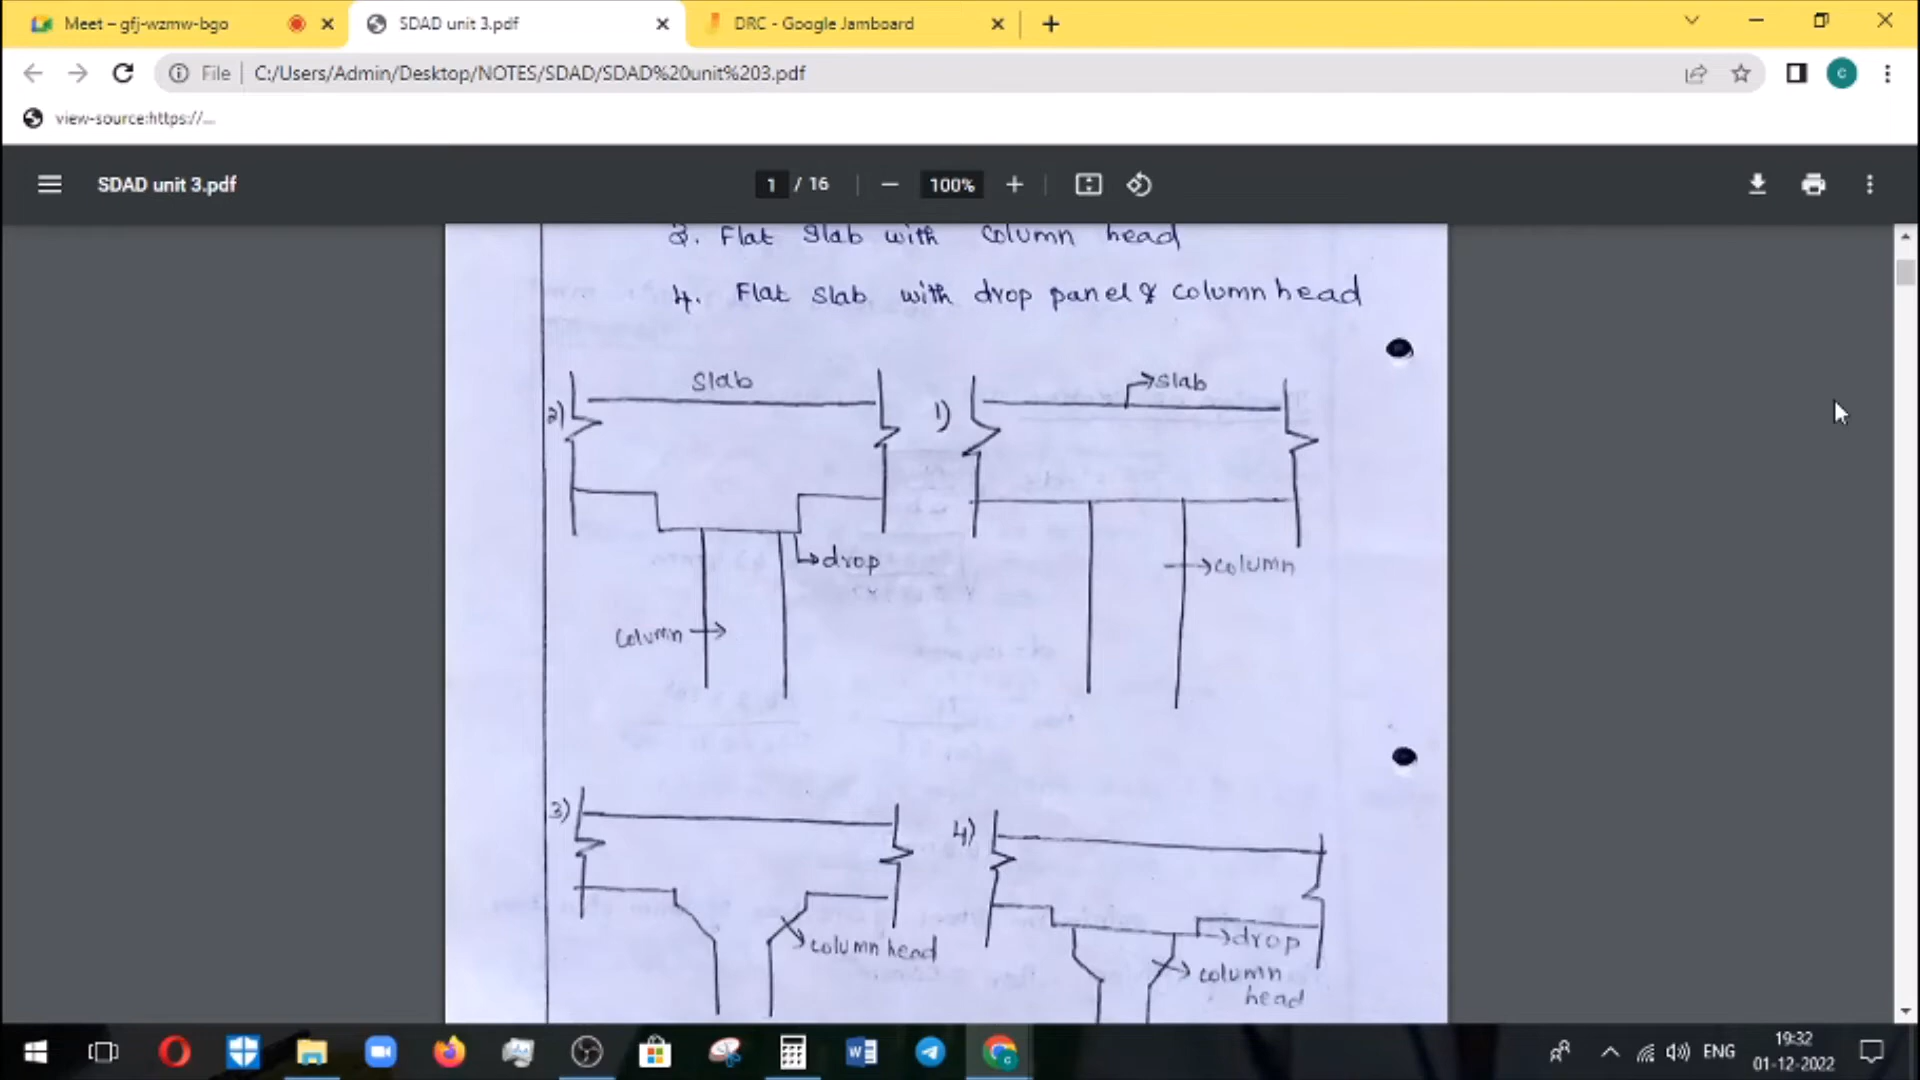 Meet – gfj-wzmw-bgo
SDAD unit 3.pdf
DRC - Google Jamboard
File
C:/Users/Admin/Desktop/NOTES/SDAD/SDAD%20unit%203.pdf
C
view-source:https://...
SDAD unit 3.pdf
1 / 16
100%
3. Flat slab with column head
4. Flat slab with drop panel & column head
2)
slab
1)
slab
drop
column
column
3)
column head
4)
drop
column
head
ENG
19:32
01-12-2022